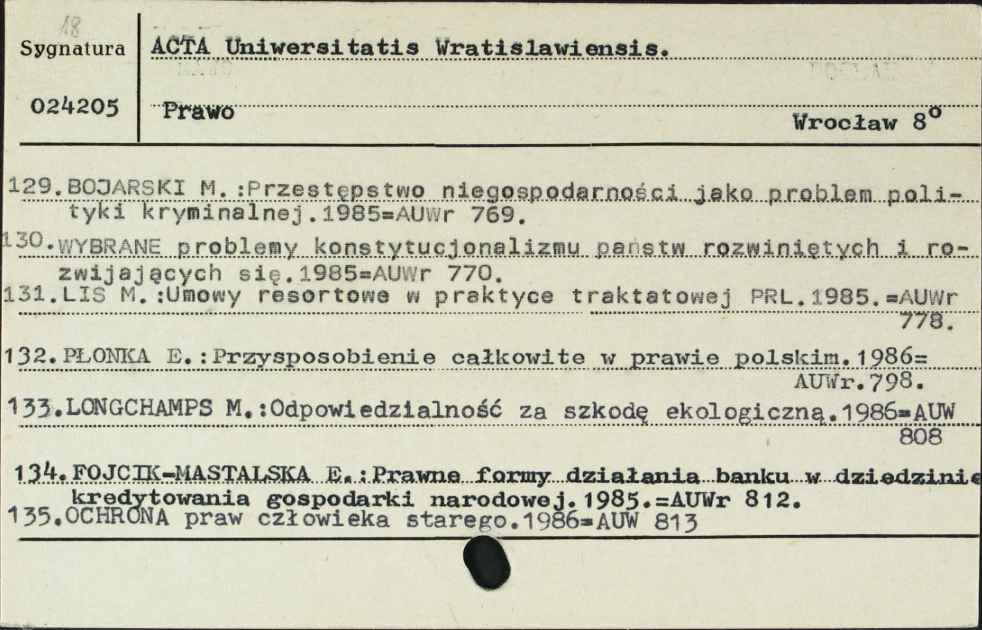 18
Sygnatura
ACTA Uniwersitatis Wratislawiensis.
024205
Prawo
Wrocław 8°
129.BOJARSKI M.:Przestępstwo niegospodarności jako problem poli-
tyki kryminalnej.1985=AUWr 769.
130.WYBRANE problemy konstytucjonalizmu państw rozwiniętych i ro-
zwijających się.1985=AUWr 770.
131.LIS M.:Umowy resortowe w praktyce traktatowej PRL.1985.=AUWr
778.
132.PŁONKA E.:Przysposobienie całkowite w prawie polskim.1986=
AUWr.798.
133.LONGCHAMPS M.:Odpowiedzialność za szkodę ekologiczną.1986=AUW
808
134.FOJCIK-MASTALSKA E.:Prawne formy działania banku w dziedzinie
kredytowania gospodarki narodowej.1985.=AUWr 812.
135.OCHRONA praw człowieka starego.1986=AUW 813